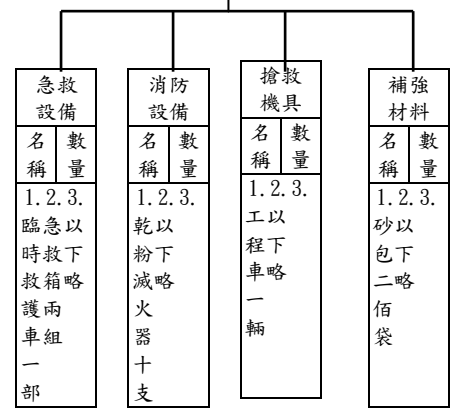 急救
設備
名稱
數量
1.2.3.
臨時救護車一部
急救箱兩組
以下略
消防
設備
名稱
數量
1.2.3.
乾粉滅火器十支
以下略
搶救
機具
名稱
數量
1.2.3.
工程車一輛
以下略
補強
材料
名稱
數量
1.2.3.
砂包二佰袋
以下略